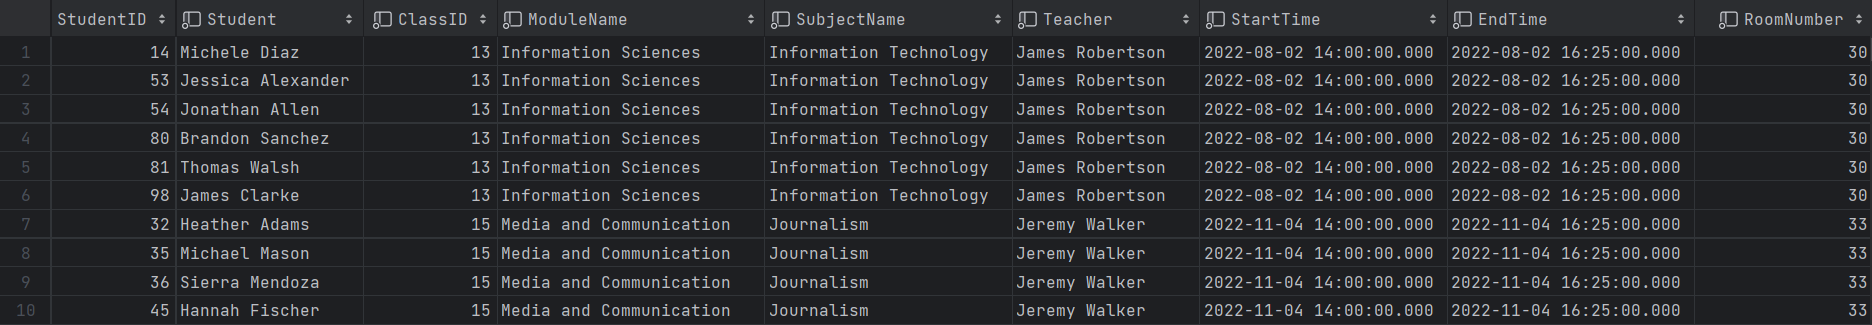 StudentID Student ClassID ModuleName SubjectName Teacher StartTime EndTime RoomNumber
1 14 Michele Diaz 13 Information Sciences Information Technology James Robertson 2022-08-02 14:00:00.000 2022-08-02 16:25:00.000 30
2 53 Jessica Alexander 13 Information Sciences Information Technology James Robertson 2022-08-02 14:00:00.000 2022-08-02 16:25:00.000 30
3 54 Jonathan Allen 13 Information Sciences Information Technology James Robertson 2022-08-02 14:00:00.000 2022-08-02 16:25:00.000 30
4 80 Brandon Sanchez 13 Information Sciences Information Technology James Robertson 2022-08-02 14:00:00.000 2022-08-02 16:25:00.000 30
5 81 Thomas Walsh 13 Information Sciences Information Technology James Robertson 2022-08-02 14:00:00.000 2022-08-02 16:25:00.000 30
6 98 James Clarke 13 Information Sciences Information Technology James Robertson 2022-08-02 14:00:00.000 2022-08-02 16:25:00.000 30
7 32 Heather Adams 15 Media and Communication Journalism Jeremy Walker 2022-11-04 14:00:00.000 2022-11-04 16:25:00.000 33
8 35 Michael Mason 15 Media and Communication Journalism Jeremy Walker 2022-11-04 14:00:00.000 2022-11-04 16:25:00.000 33
9 36 Sierra Mendoza 15 Media and Communication Journalism Jeremy Walker 2022-11-04 14:00:00.000 2022-11-04 16:25:00.000 33
10 45 Hannah Fischer 15 Media and Communication Journalism Jeremy Walker 2022-11-04 14:00:00.000 2022-11-04 16:25:00.000 33